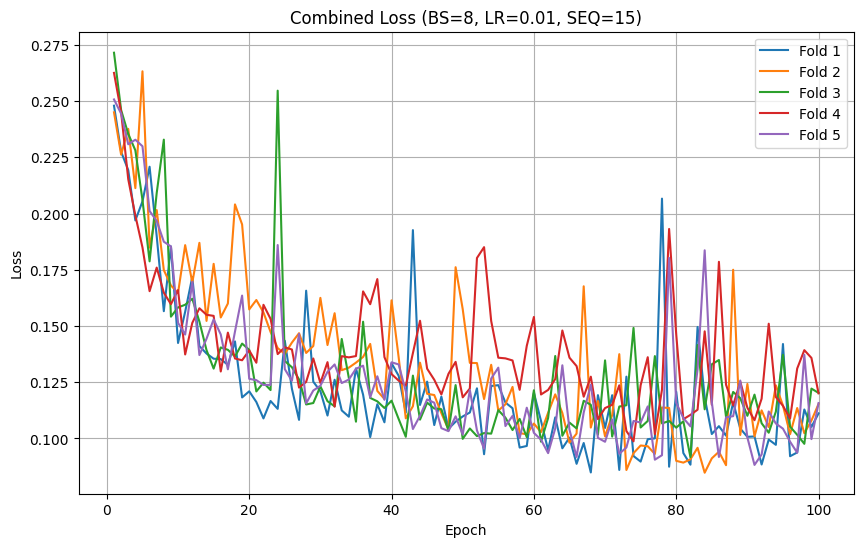 Combined Loss (BS=8, LR=0.01, SEQ=15)
Fold 1
Fold 2
Fold 3
Fold 4
Fold 5
Loss
0.275
0.250
0.225
0.200
0.175
0.150
0.125
0.100
0
20
40
60
80
100
Epoch